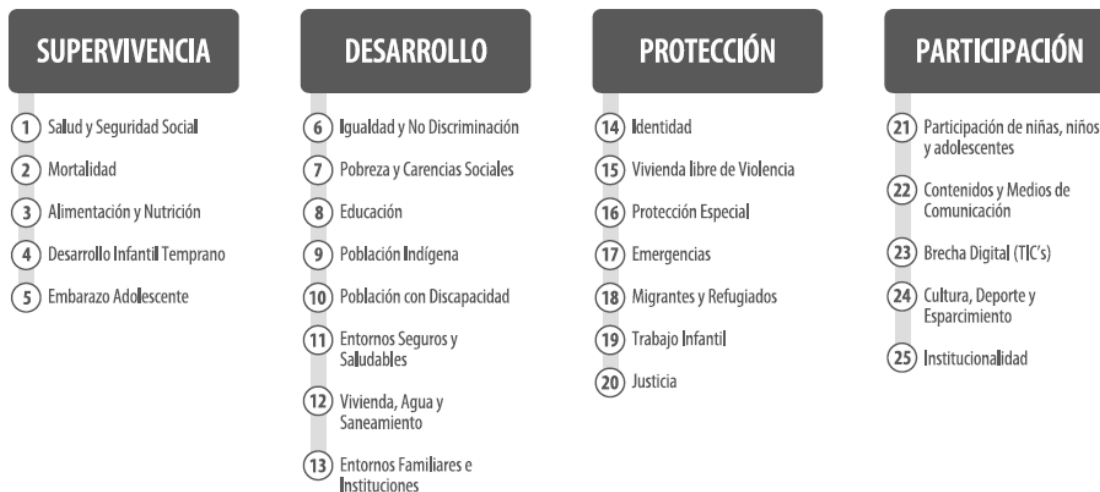 SUPERVIVENCIA
1 Salud y Seguridad Social
2 Mortalidad
3 Alimentación y Nutrición
4 Desarrollo Infantil Temprano
5 Embarazo Adolescente
DESARROLLO
6 Igualdad y No Discriminación
7 Pobreza y Carencias Sociales
8 Educación
9 Población Indígena
10 Población con Discapacidad
11 Entornos Seguros y
Saludables
12 Vivienda, Agua y
Saneamiento
13 Entornos Familiares e
Instituciones
PROTECCIÓN
14 Identidad
15 Vivienda libre de Violencia
16 Protección Especial
17 Emergencias
18 Migrantes y Refugiados
19 Trabajo Infantil
20 Justicia
PARTICIPACIÓN
21 Participación de niñas, niños
y adolescentes
22 Contenidos y Medios de
Comunicación
23 Brecha Digital (TIC's)
24 Cultura, Deporte y
Esparcimiento
25 Institucionalidad